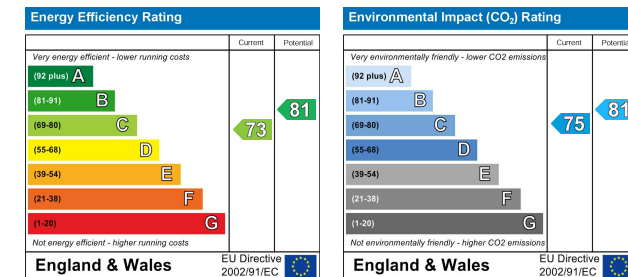 Energy Efficiency Rating
Current Potential
Very energy efficient - lower running costs
(92 plus) A
(81-91) B
81
(69-80) C
73
(55-68) D
(39-54) E
(21-38) F
(1-20) G
Not energy efficient - higher running costs
England & Wales
EU Directive
2002/91/EC
Environmental Impact (CO₂) Rating
Current Potentia
Very environmentally friendly - lower CO2 emissions
(92 plus) A
(81-91) B
81
(69-80) C
75
(55-68) D
(39-54) E
(21-38) F
(1-20) G
Not environmentally friendly - higher CO2 emissions
England & Wales
EU Directive
2002/91/EC